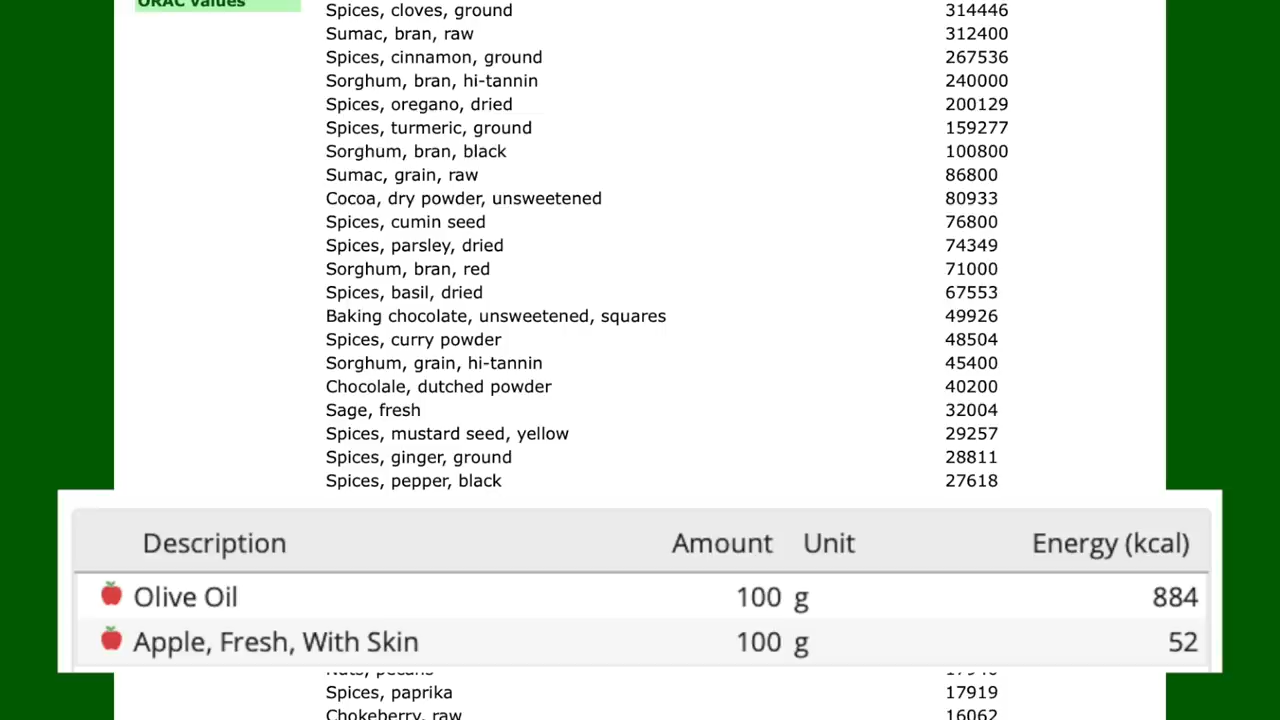 ORAC values
Spices, cloves, ground 314446
Sumac, bran, raw 312400
Spices, cinnamon, ground 267536
Sorghum, bran, hi-tannin 240000
Spices, oregano, dried 200129
Spices, turmeric, ground 159277
Sorghum, bran, black 100800
Sumac, grain, raw 86800
Cocoa, dry powder, unsweetened 80933
Spices, cumin seed 76800
Spices, parsley, dried 74349
Sorghum, bran, red 71000
Spices, basil, dried 67553
Baking chocolate, unsweetened, squares 49926
Spices, curry powder 48504
Sorghum, grain, hi-tannin 45400
Chocolale, dutched powder 40200
Sage, fresh 32004
Spices, mustard seed, yellow 29257
Spices, ginger, ground 28811
Spices, pepper, black 27618
Description Amount Unit Energy (kcal)
Olive Oil 100 g 884
Apple, Fresh, With Skin 100 g 52
Nuts, pecans
Spices, paprika 17919
Chokeberry, raw 16062